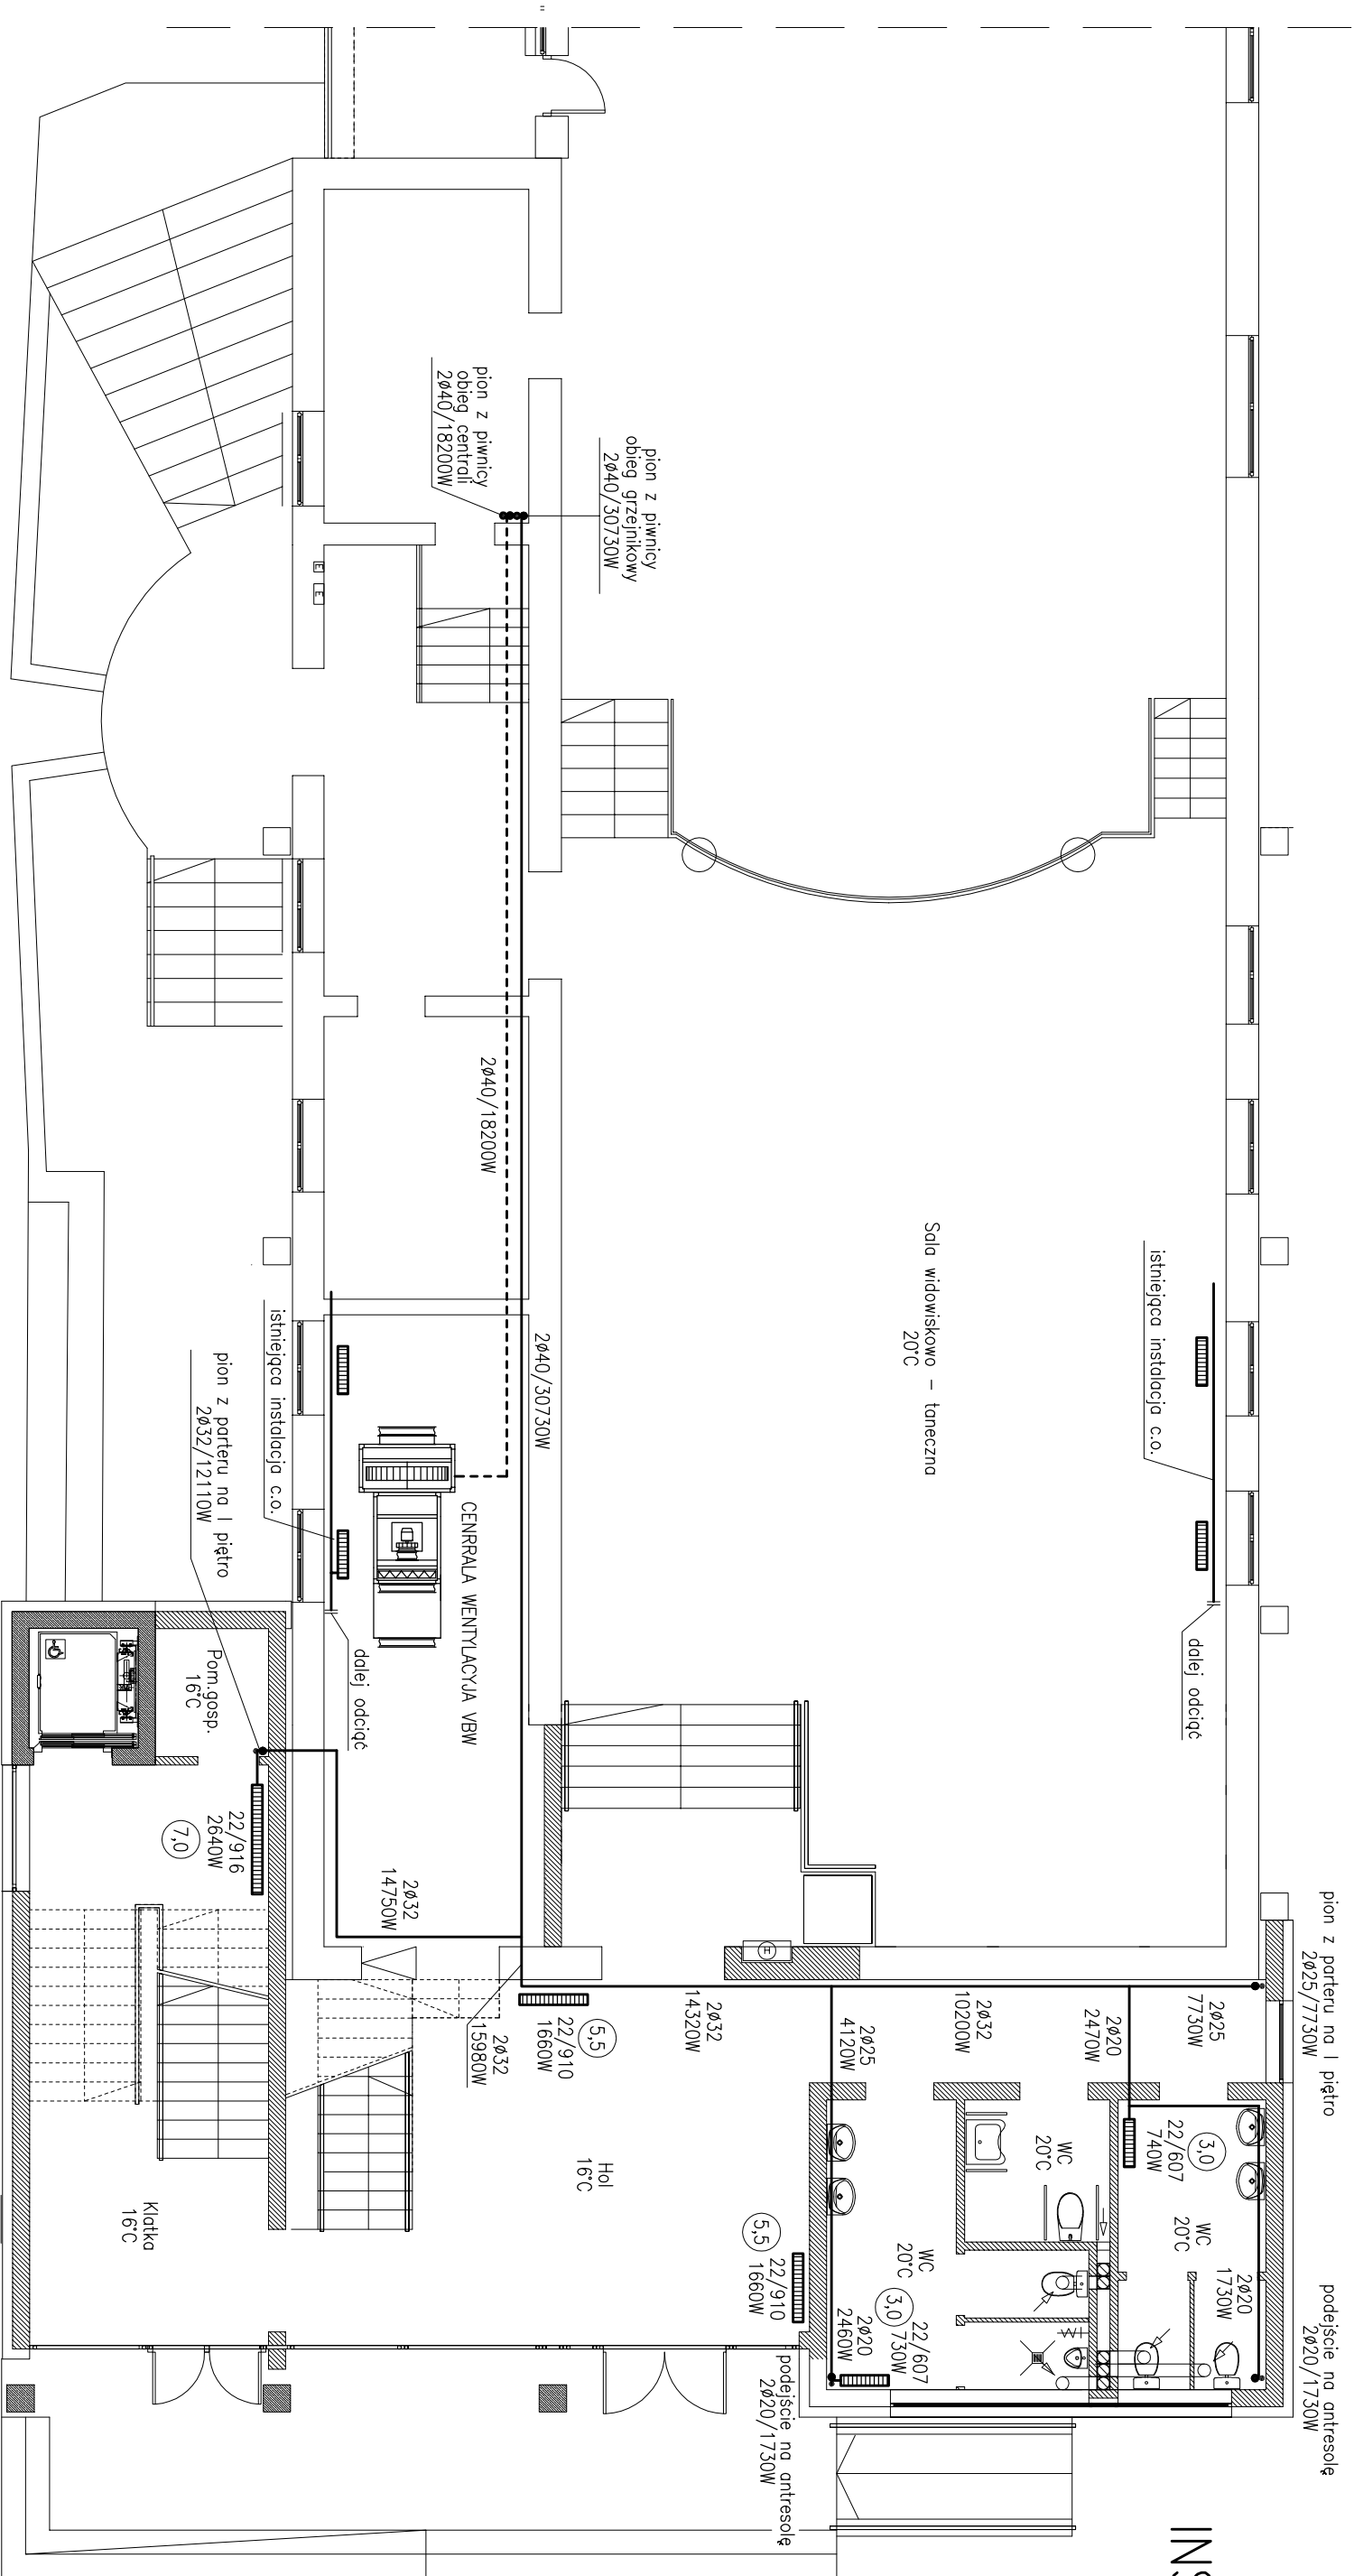 pion z piwnicy
obieg centrali
2ø40/18200W
pion z piwnicy
obieg grzejnikowy
2ø40/30730W
E
E
2ø40/18200W
Sala widowiskowo – taneczna
20°C
istniejąca instalacja c.o.
dalej odciąć
2ø40/30730W
CENRRALA WENTYLACYJA VBW
istniejąca instalacja c.o.
dalej odciąć
pion z parteru na I piętro
2ø32/12110W
Pom.gosp.
16°C
22/916
2640W
7,0
2ø32
14750W
H
2ø32
15980W
5,5
22/910
1660W
2ø32
14320W
2ø25
4120W
2ø32
10200W
2ø20
2470W
2ø25
7730W
pion z parteru na I piętro
2ø25/7730W
3,0
22/607
740W
WC
20°C
WC
20°C
2ø20
1730W
podejście na antresolę
2ø20/1730W
WC
20°C
3,0
22/607
730W
2ø20
2460W
Hol
16°C
5,5
22/910
1660W
podejście na antresolę
2ø20/1730W
Klatka
16°C